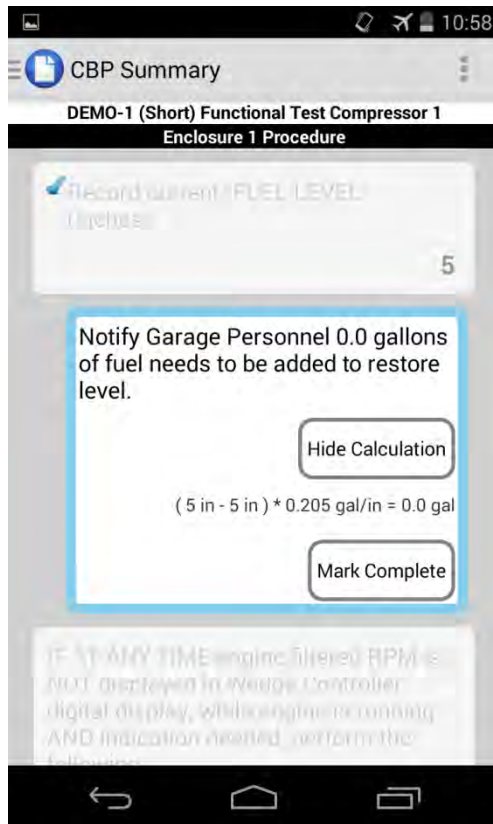 10:58
CBP Summary
DEMO-1 (Short) Functional Test Compressor 1
Enclosure 1 Procedure
Record current "FUEL LEVEL"
(inches).
5
Notify Garage Personnel 0.0 gallons
of fuel needs to be added to restore
level.
Hide Calculation
( 5 in - 5 in ) * 0.205 gal/in = 0.0 gal
Mark Complete
IF AT ANY TIME engine filtered RPM is
NOT displayed in Wedge Controller
digital display, while engine is running
AND indication needed, perform the
following